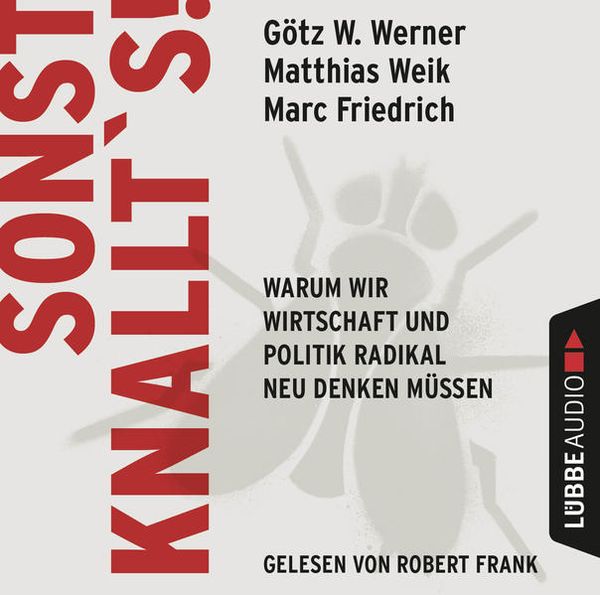 SONST
KNALLT`S!
Götz W. Werner
Matthias Weik
Marc Friedrich
WARUM WIR
WIRTSCHAFT UND
POLITIK RADIKAL
NEU DENKEN MÜSSEN
LÜBBE AUDIO
GELESEN VON ROBERT FRANK